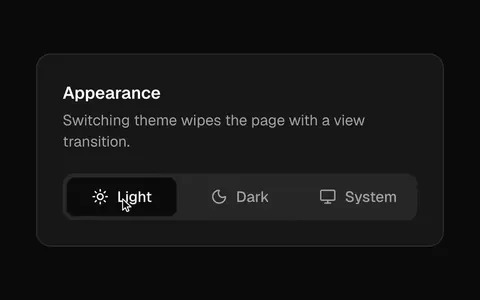 Appearance
Switching theme wipes the page with a view
transition.
Light Dark System